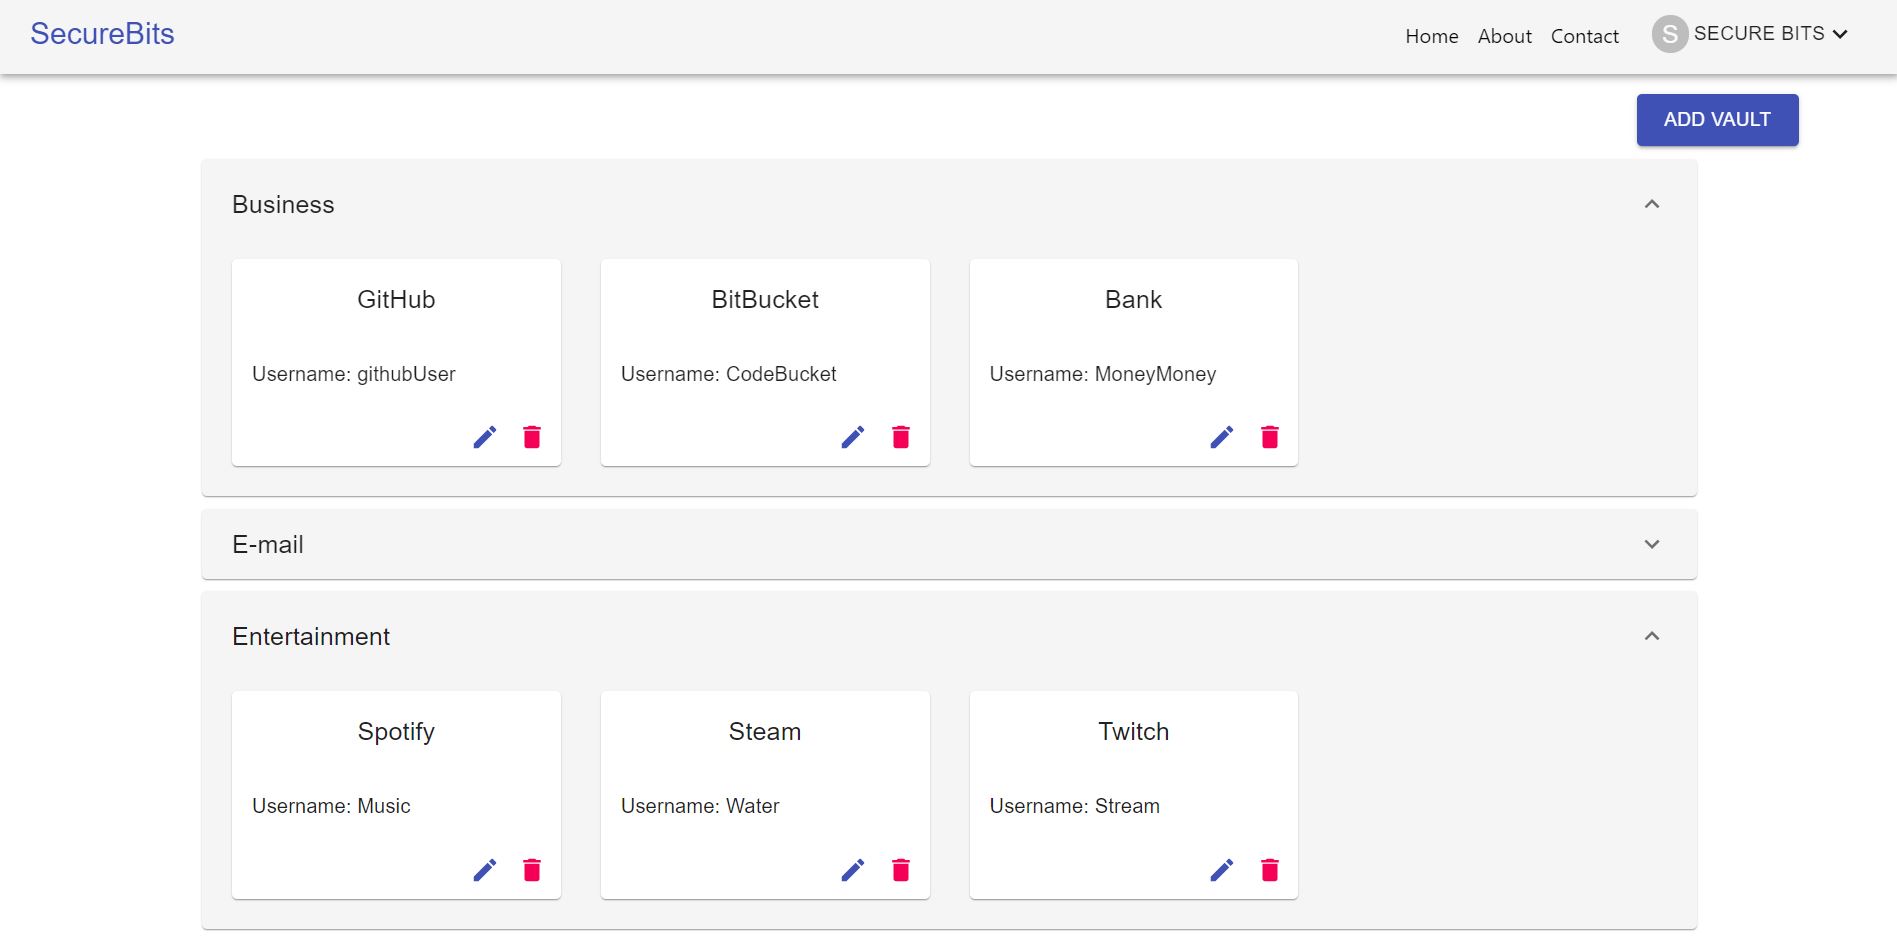 SecureBits
Home About Contact S SECURE BITS
ADD VAULT
Business
GitHub BitBucket Bank
Username: githubUser Username: CodeBucket Username: MoneyMoney
E-mail
Entertainment
Spotify Steam Twitch
Username: Music Username: Water Username: Stream